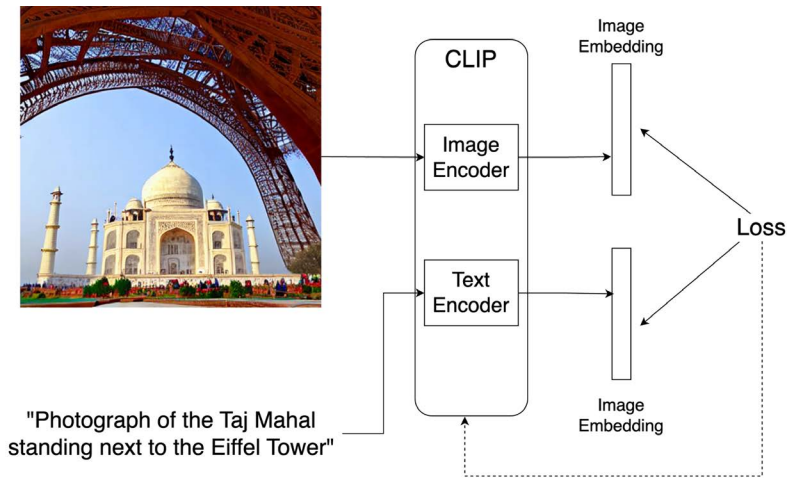 Image
Embedding
CLIP
Image
Encoder
Loss
Text
Encoder
Image
Embedding
"Photograph of the Taj Mahal
standing next to the Eiffel Tower"